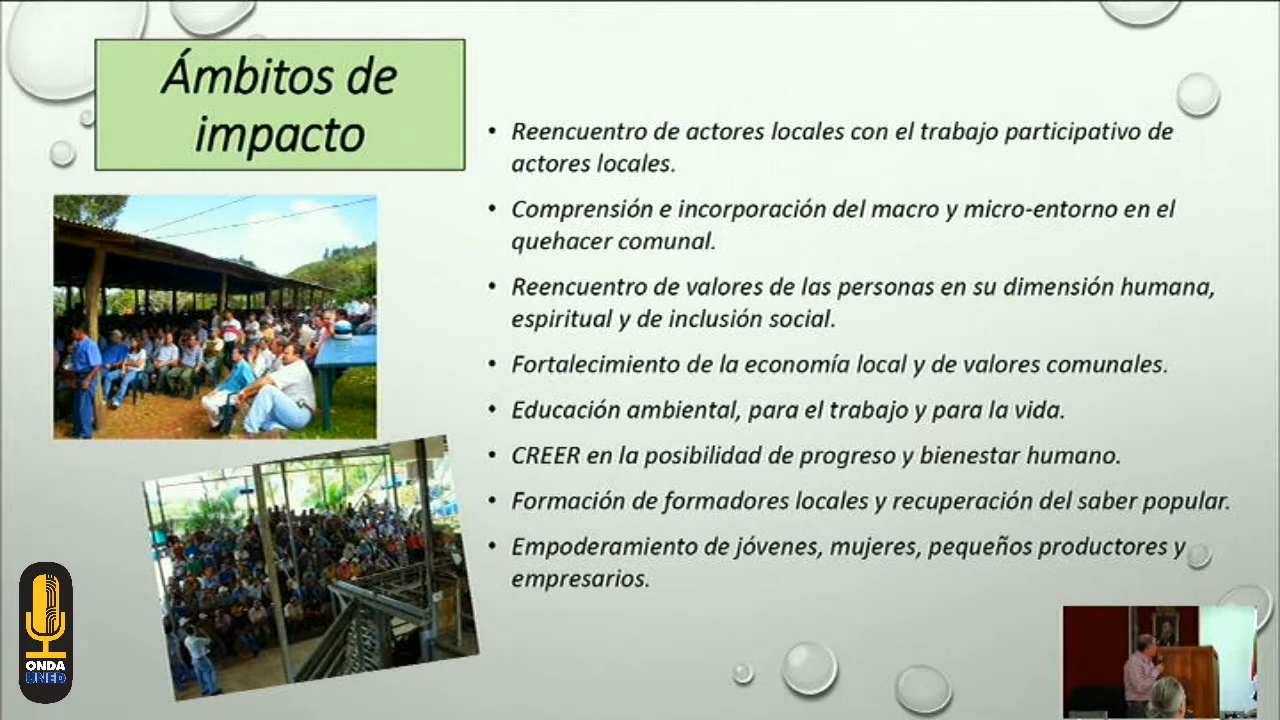 Ámbitos de
impacto
• Reencuentro de actores locales con el trabajo participativo de
actores locales.
• Comprensión e incorporación del macro y micro-entorno en el
quehacer comunal.
• Reencuentro de valores de las personas en su dimensión humana,
espiritual y de inclusión social.
• Fortalecimiento de la economía local y de valores comunales.
• Educación ambiental, para el trabajo y para la vida.
• CREER en la posibilidad de progreso y bienestar humano.
• Formación de formadores locales y recuperación del saber popular.
• Empoderamiento de jóvenes, mujeres, pequeños productores y
empresarios.
ONDA
UNED